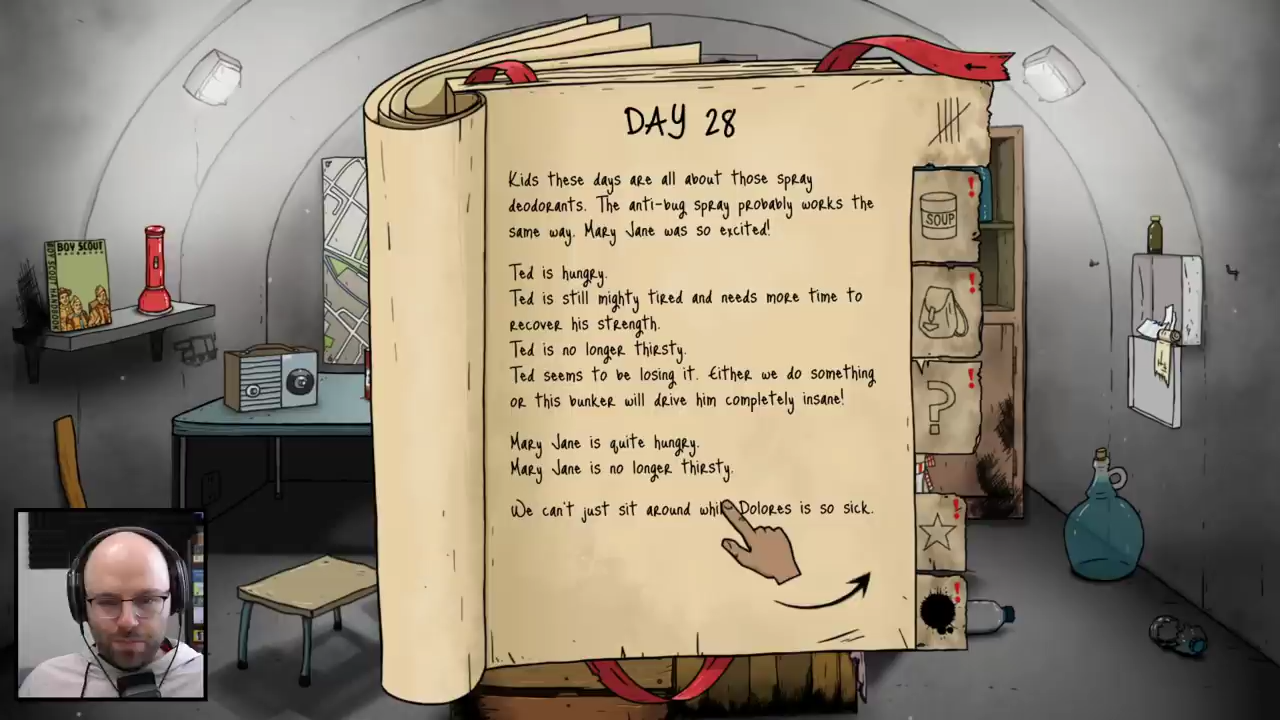 DAY 28
Kids these days are all about those spray
deodorants. The anti-bug spray probably works the
same way. Mary Jane was so excited!
Ted is hungry.
Ted is still mighty tired and needs more time to
recover his strength.
Ted is no longer thirsty.
Ted seems to be losing it. Either we do something
or this bunker will drive him completely insane!
Mary Jane is quite hungry.
Mary Jane is no longer thirsty.
We can't just sit around while Dolores is so sick.
SOUP
!
!
?
!
!
!
BOY SCOUT